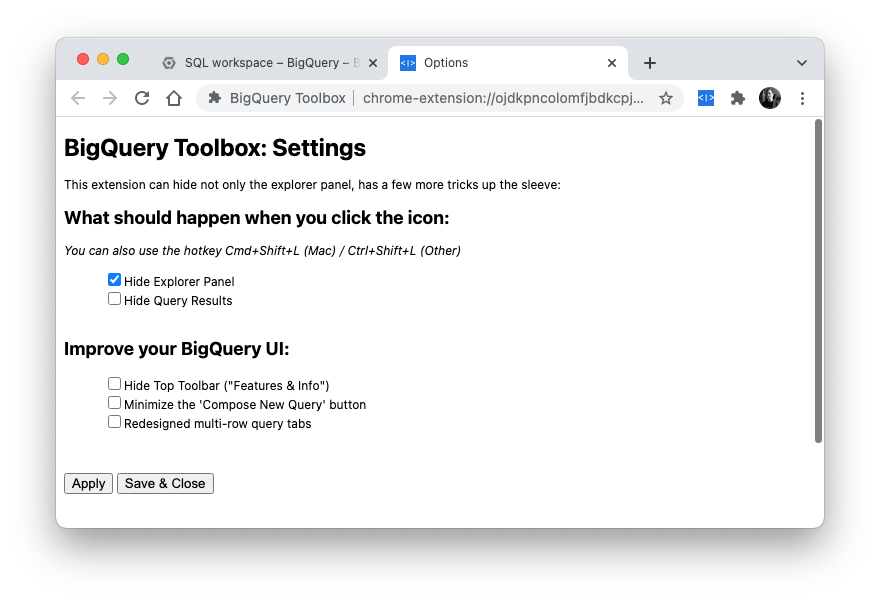 SQL workspace – BigQuery – B
Options
BigQuery Toolbox
chrome-extension://ojdkpncolomfjbdkcpj...
BigQuery Toolbox: Settings
This extension can hide not only the explorer panel, has a few more tricks up the sleeve:
What should happen when you click the icon:
You can also use the hotkey Cmd+Shift+L (Mac) / Ctrl+Shift+L (Other)
Hide Explorer Panel
Hide Query Results
Improve your BigQuery UI:
Hide Top Toolbar ("Features & Info")
Minimize the 'Compose New Query' button
Redesigned multi-row query tabs
Apply
Save & Close